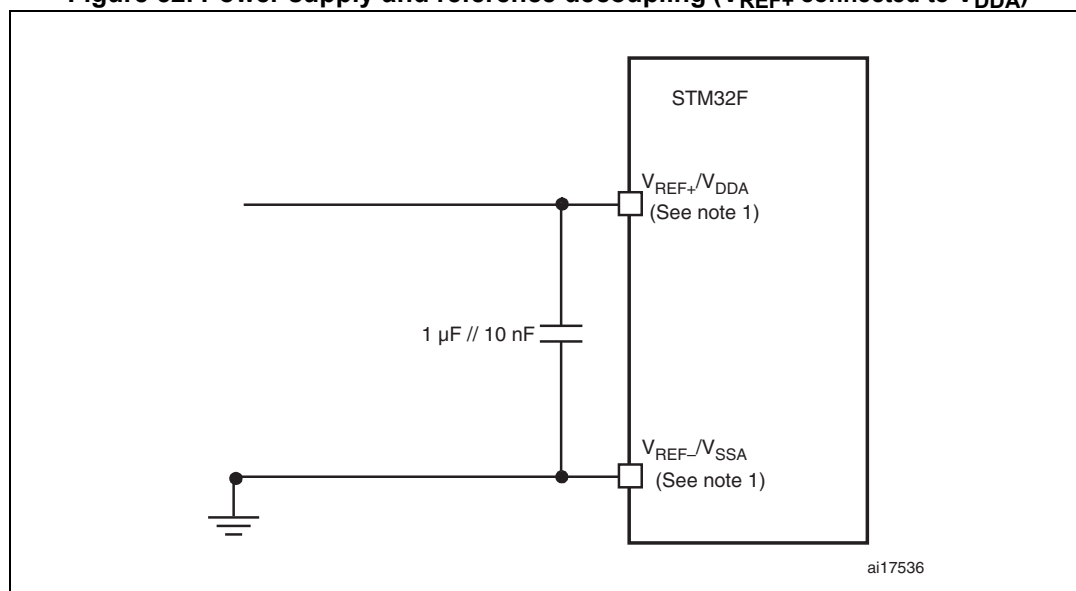 STM32F
V_REF+/V_DDA
(See note 1)
1 µF // 10 nF
V_REF–/V_SSA
(See note 1)
ai17536